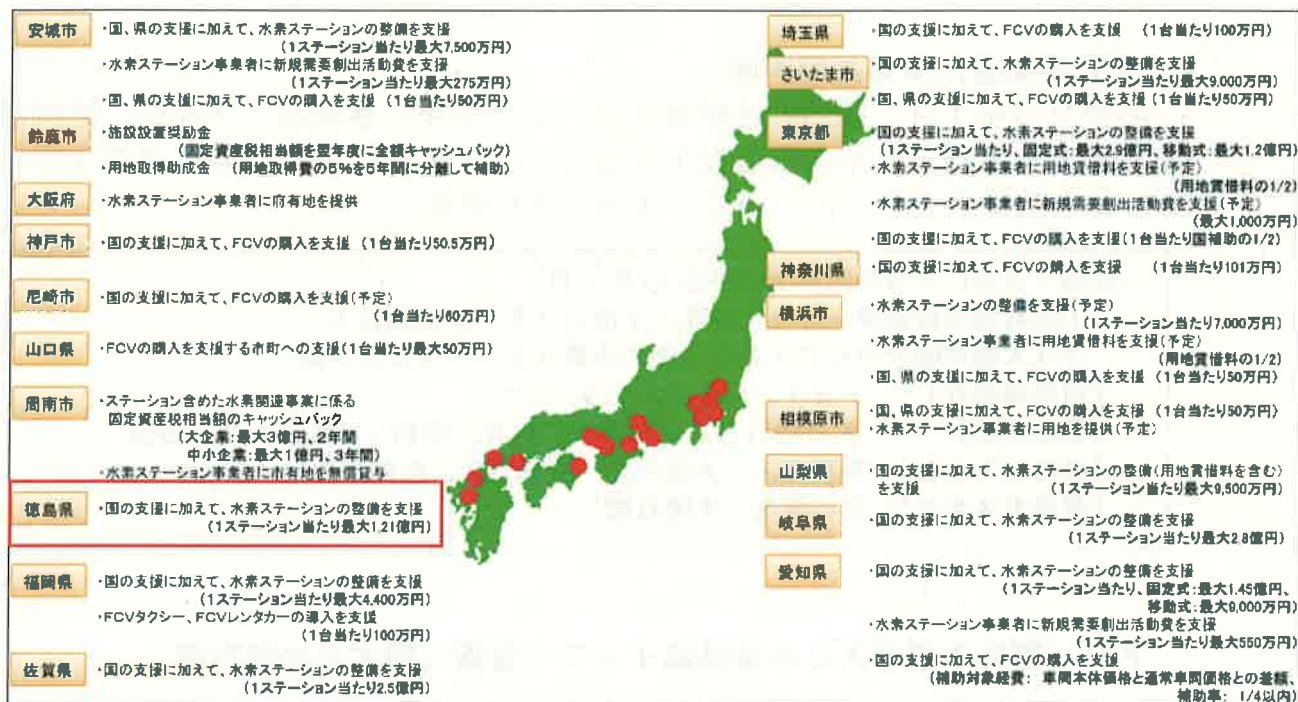 安城市
・国、県の支援に加えて、水素ステーションの整備を支援
(1ステーション当たり最大7,500万円)
・水素ステーション事業者に新規需要創出活動費を支援
(1ステーション当たり最大275万円)
・国、県の支援に加えて、FCVの購入を支援 (1台当たり50万円)
鈴鹿市
・施設設置奨励金
(固定資産税相当額を翌年度に全額キャッシュバック)
・用地取得助成金 (用地取得費の5%を5年間に分離して補助)
大阪府
・水素ステーション事業者に府有地を提供
神戸市
・国の支援に加えて、FCVの購入を支援 (1台当たり50.5万円)
尼崎市
・国の支援に加えて、FCVの購入を支援(予定)
(1台当たり60万円)
山口県
・FCVの購入を支援する市町への支援(1台当たり最大50万円)
周南市
・ステーション含めた水素関連事業に係る
固定資産税相当額のキャッシュバック
(大企業:最大3億円、2年間
中小企業:最大1億円、3年間)
・水素ステーション事業者に市有地を無償貸与
徳島県
・国の支援に加えて、水素ステーションの整備を支援
(1ステーション当たり最大1.21億円)
福岡県
・国の支援に加えて、水素ステーションの整備を支援
(1ステーション当たり最大4,400万円)
・FCVタクシー、FCVレンタカーの導入を支援
(1台当たり100万円)
佐賀県
・国の支援に加えて、水素ステーションの整備を支援
(1ステーション当たり2.5億円)
埼玉県
・国の支援に加えて、FCVの購入を支援 (1台当たり100万円)
さいたま市
・国の支援に加えて、水素ステーションの整備を支援
(1ステーション当たり最大9,000万円)
・国、県の支援に加えて、FCVの購入を支援(1台当たり50万円)
東京都
・国の支援に加えて、水素ステーションの整備を支援
(1ステーション当たり、固定式:最大2.9億円、移動式:最大1.2億円)
・水素ステーション事業者に用地賃借料を支援(予定)
(用地賃借料の1/2)
・水素ステーション事業者に新規需要創出活動費を支援(予定)
(最大1,000万円)
・国の支援に加えて、FCVの購入を支援(1台当たり国補助の1/2)
神奈川県
・国の支援に加えて、FCVの購入を支援 (1台当たり101万円)
横浜市
・水素ステーションの整備を支援(予定)
(1ステーション当たり7,000万円)
・水素ステーション事業者に用地賃借料を支援(予定)
(用地賃借料の1/2)
・国、県の支援に加えて、FCVの購入を支援 (1台当たり50万円)
相模原市
・国、県の支援に加えて、FCVの購入を支援 (1台当たり50万円)
・水素ステーション事業者に用地を提供(予定)
山梨県
・国の支援に加えて、水素ステーションの整備(用地賃借料を含む)
を支援 (1ステーション当たり最大9,500万円)
岐阜県
・国の支援に加えて、水素ステーションの整備を支援
(1ステーション当たり最大2.8億円)
愛知県
・国の支援に加えて、水素ステーションの整備を支援
(1ステーション当たり、固定式:最大1.45億円、
移動式:最大9,000万円)
・水素ステーション事業者に新規需要創出活動費を支援
(1ステーション当たり最大550万円)
・国の支援に加えて、FCVの購入を支援
(補助対象経費: 車両本体価格と通常車両価格との差額、
補助率: 1/4以内)